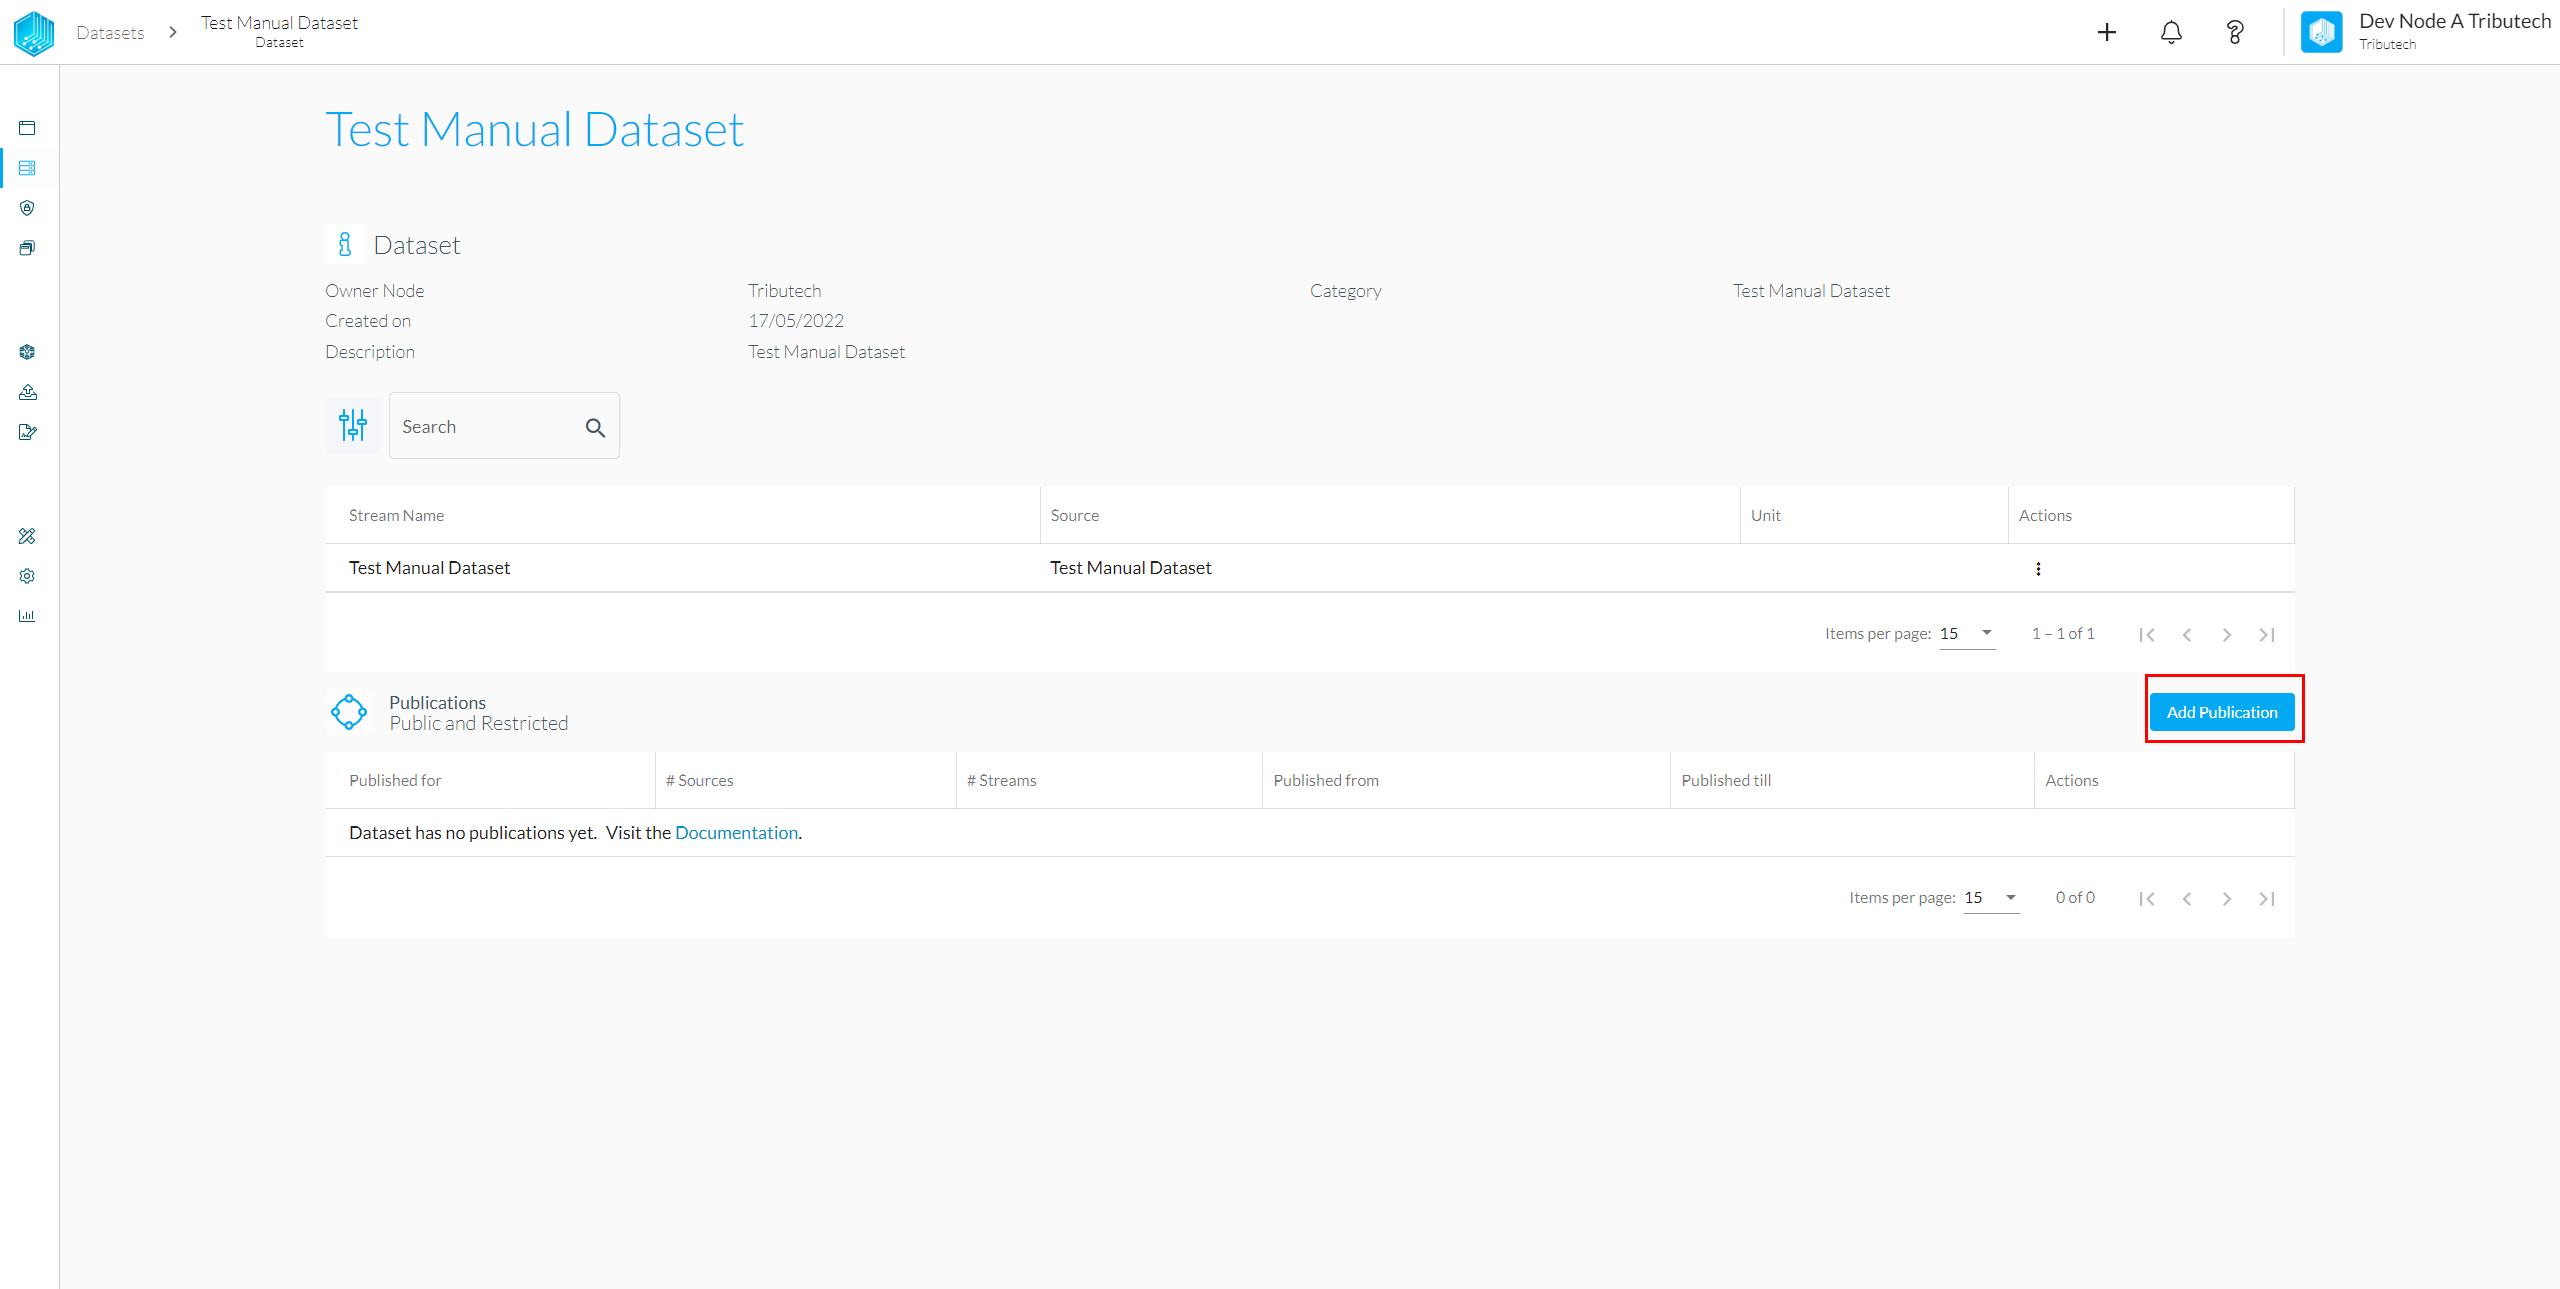 Datasets
Test Manual Dataset
Dataset
Dev Node A Tributech
Tributech
Test Manual Dataset
Dataset
Owner Node Tributech Category Test Manual Dataset
Created on 17/05/2022
Description Test Manual Dataset
Search
Stream Name Source Unit Actions
Test Manual Dataset Test Manual Dataset
Items per page: 15 1 – 1 of 1
Publications
Public and Restricted
Add Publication
Published for # Sources # Streams Published from Published till Actions
Dataset has no publications yet. Visit the Documentation.
Items per page: 15 0 of 0